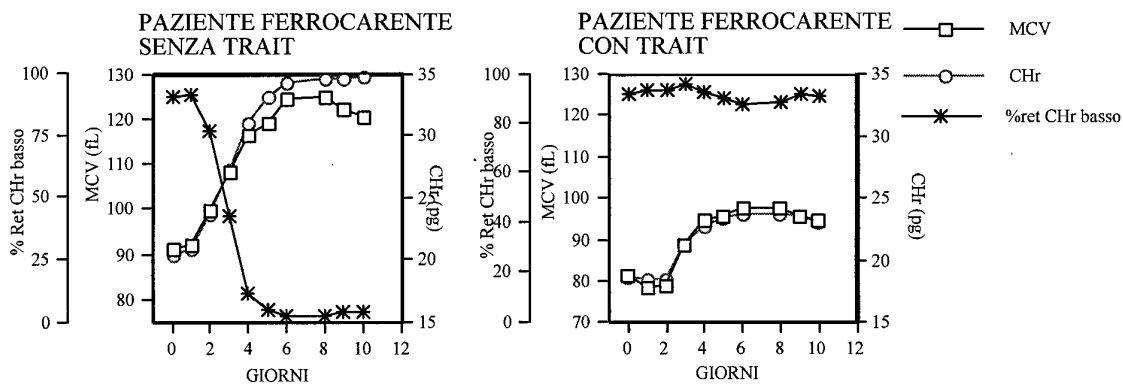 PAZIENTE FERROCARENTE
SENZA TRAIT
PAZIENTE FERROCARENTE
CON TRAIT
MCV
CHr
%ret CHr basso
% Ret CHr basso
100
75
50
25
0
MCV (fL)
130
120
110
100
90
80
CHr (pg)
35
30
25
20
15
0 2 4 6 8 10 12
GIORNI
% Ret CHr basso
100
80
60
40
20
0
MCV (fL)
130
120
110
100
90
80
70
CHr (pg)
35
30
25
20
15
0 2 4 6 8 10 12
GIORNI